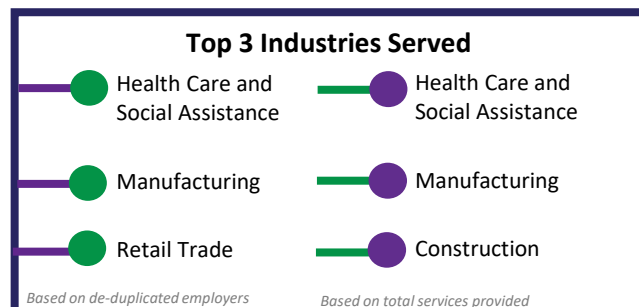 Top 3 Industries Served
Health Care and
Social Assistance
Manufacturing
Retail Trade
Based on de-duplicated employers
Health Care and
Social Assistance
Manufacturing
Construction
Based on total services provided